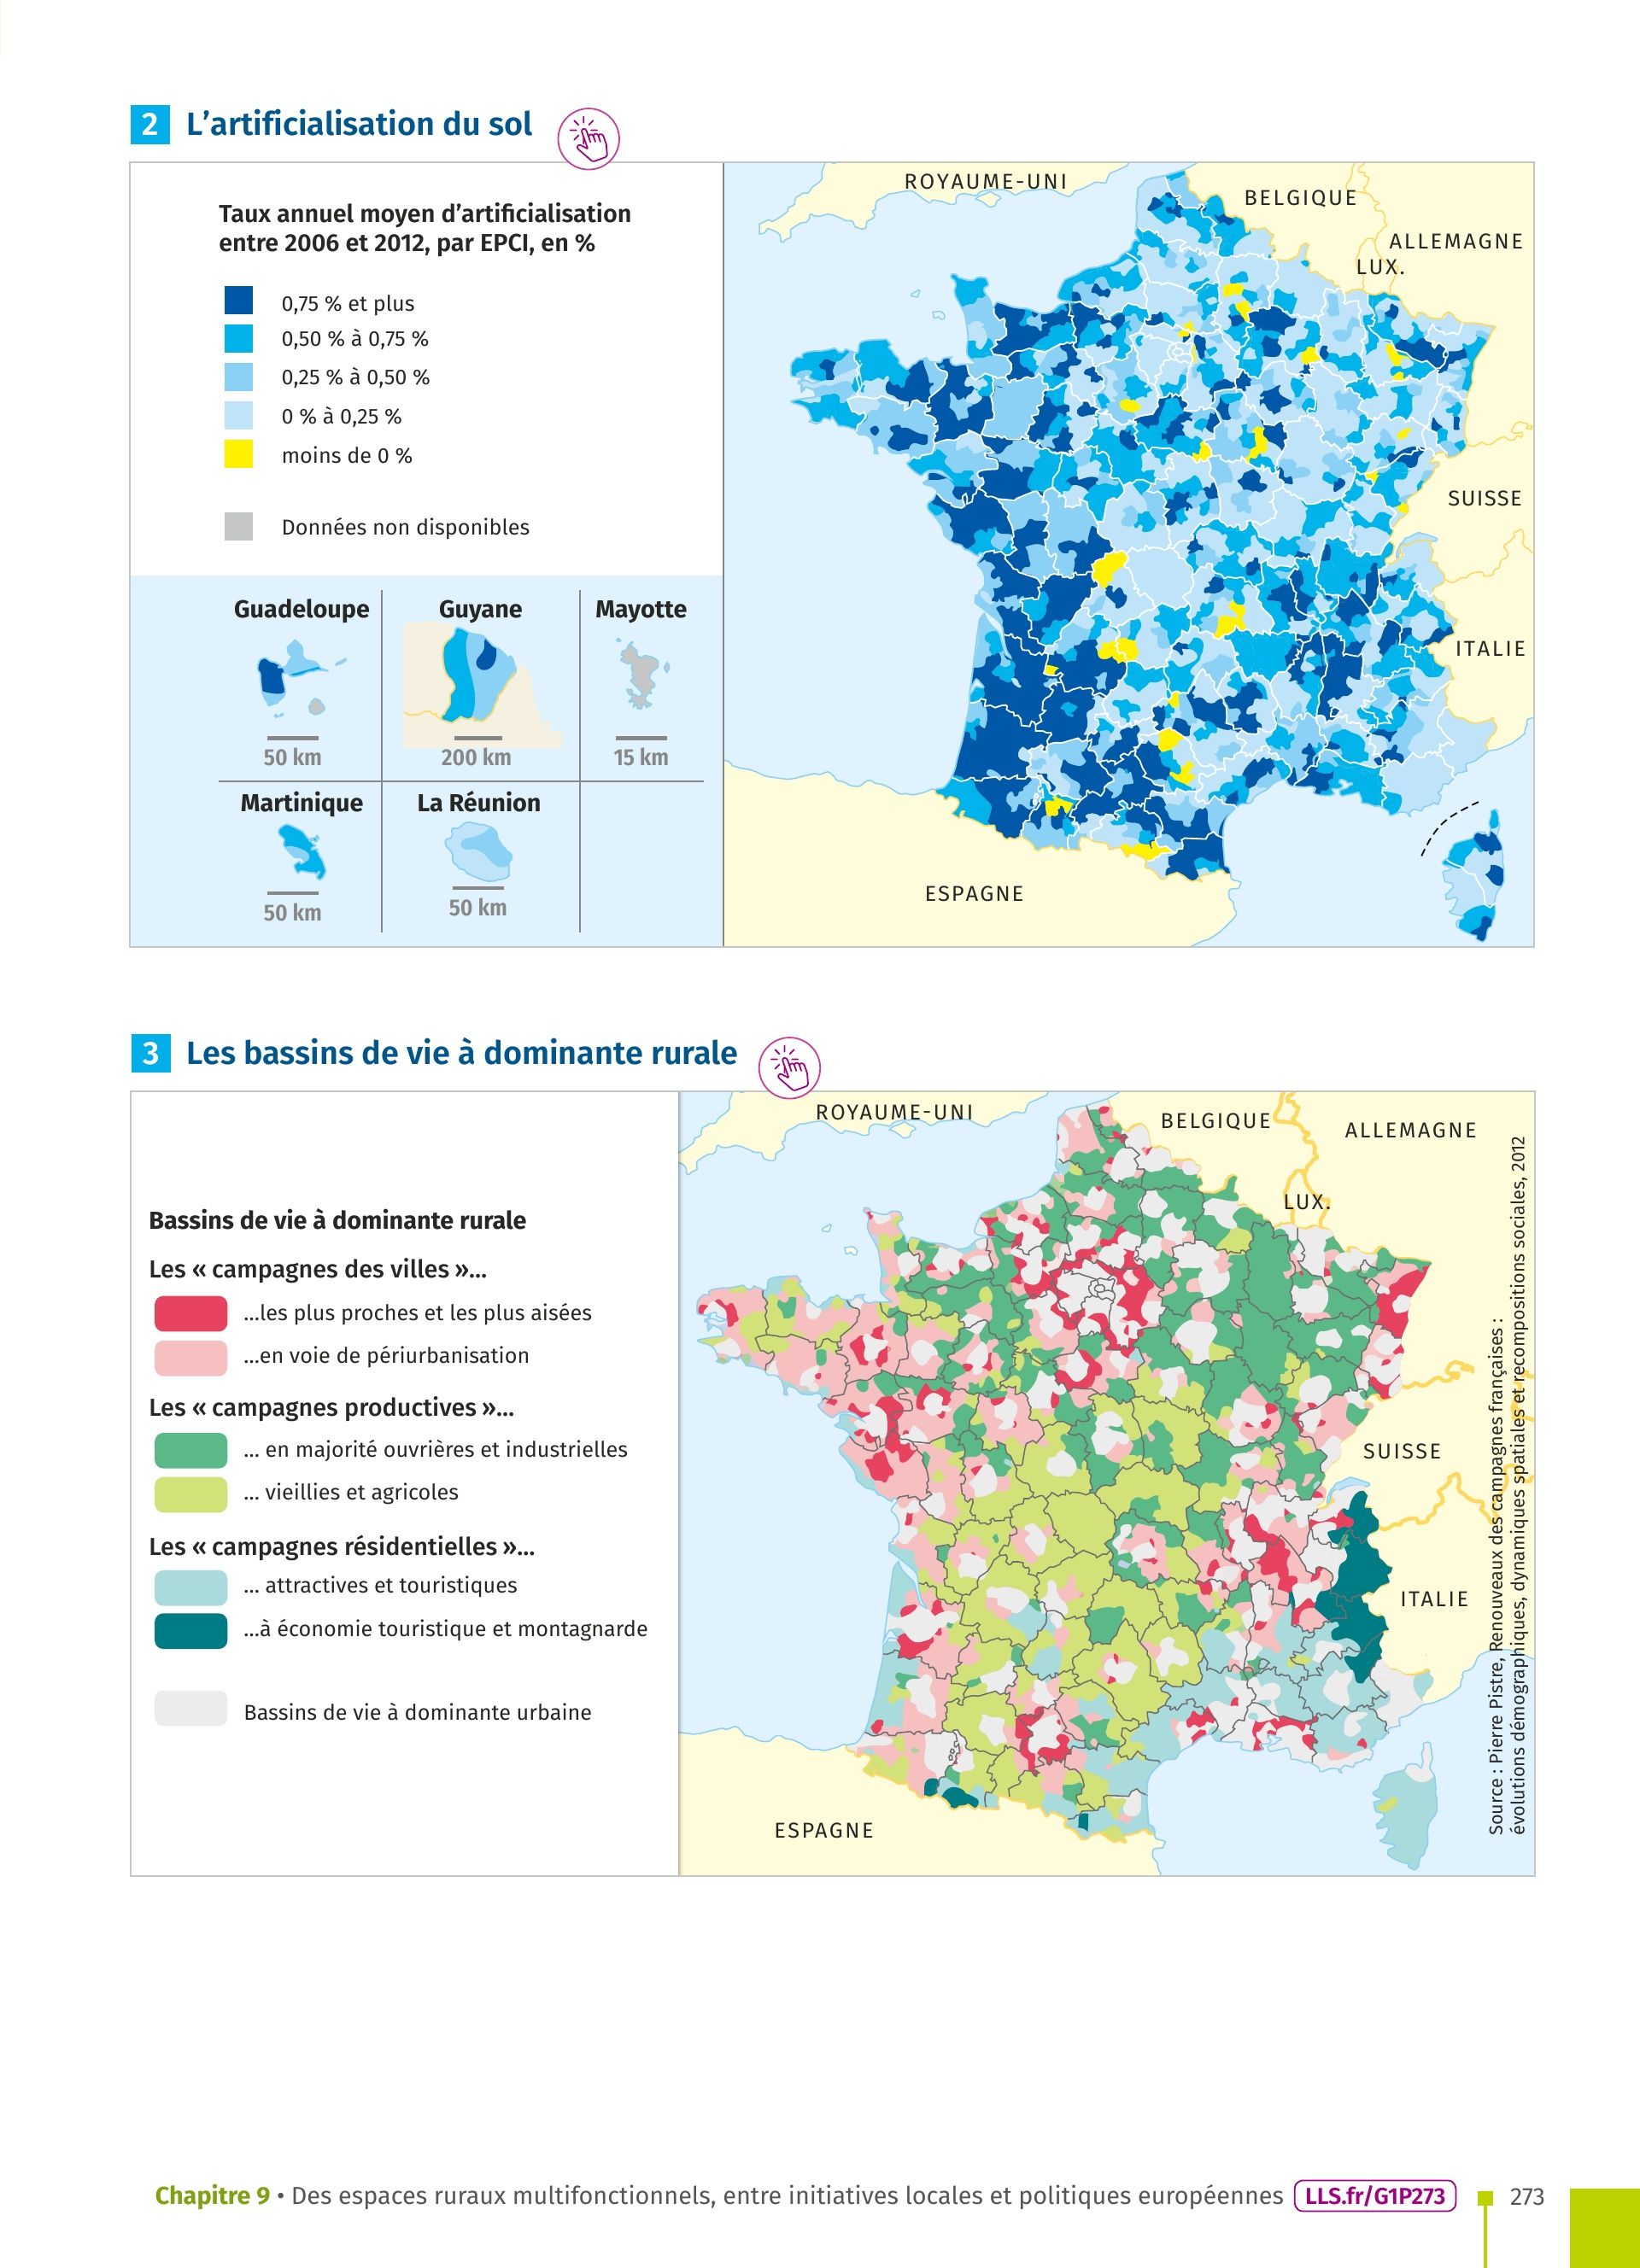 2 L'artificialisation du sol
Taux annuel moyen d'artificialisation
entre 2006 et 2012, par EPCI, en %
0,75 % et plus
0,50 % à 0,75 %
0,25 % à 0,50 %
0 % à 0,25 %
moins de 0 %
Données non disponibles
Guadeloupe
50 km
Guyane
200 km
Mayotte
15 km
Martinique
50 km
La Réunion
50 km
ROYAUME-UNI
BELGIQUE
ALLEMAGNE
LUX.
SUISSE
ITALIE
ESPAGNE
3 Les bassins de vie à dominante rurale
Bassins de vie à dominante rurale
Les « campagnes des villes »...
...les plus proches et les plus aisées
...en voie de périurbanisation
Les « campagnes productives »...
... en majorité ouvrières et industrielles
... vieillies et agricoles
Les « campagnes résidentielles »...
... attractives et touristiques
...à économie touristique et montagnarde
Bassins de vie à dominante urbaine
ROYAUME-UNI
BELGIQUE
ALLEMAGNE
LUX.
SUISSE
ITALIE
ESPAGNE
Source : Pierre Pistre, Renouveaux des campagnes françaises :
évolutions démographiques, dynamiques spatiales et recompositions sociales, 2012
Chapitre 9 • Des espaces ruraux multifonctionnels, entre initiatives locales et politiques européennes LLS.fr/G1P273 273